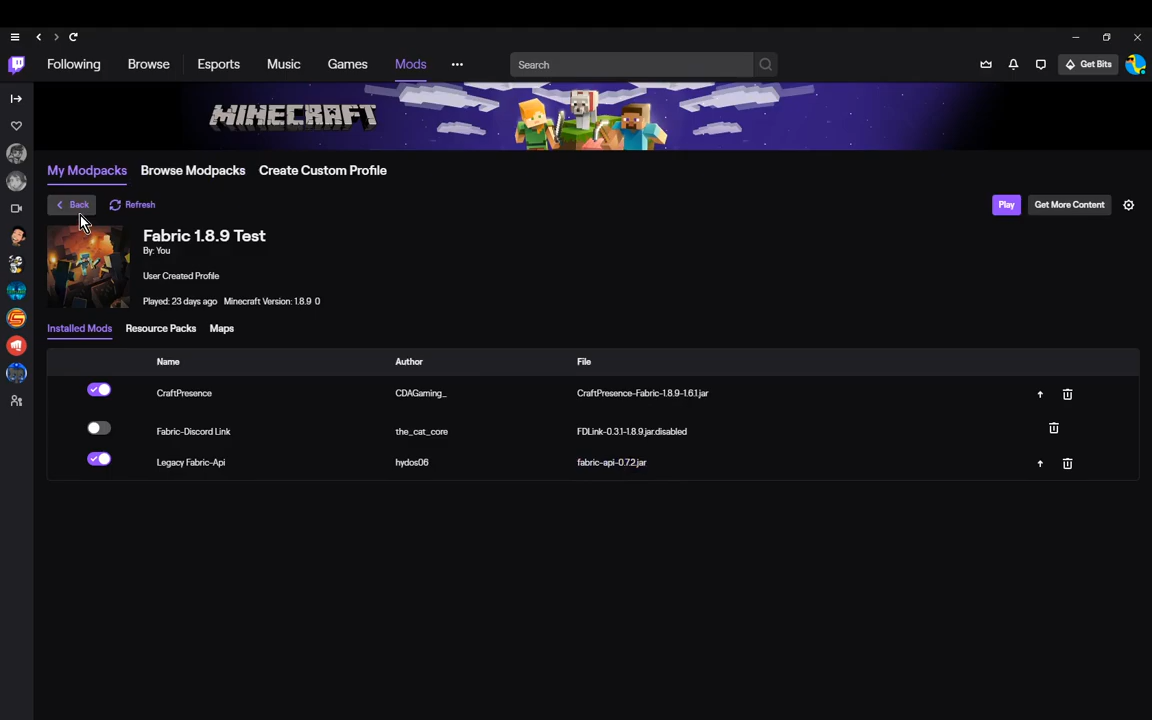 Following Browse Esports Music Games Mods Search Get Bits
MINECRAFT
My Modpacks Browse Modpacks Create Custom Profile
Back Refresh Play Get More Content
Fabric 1.8.9 Test
By: You
User Created Profile
Played: 23 days ago Minecraft Version: 1.8.9 0
Installed Mods Resource Packs Maps
Name Author File
CraftPresence CDAGaming_ CraftPresence-Fabric-1.8.9-1.6.1.jar
Fabric-Discord Link the_cat_core FDLink-0.3.1-1.8.9.jar.disabled
Legacy Fabric-Api hydos06 fabric-api-0.7.2.jar